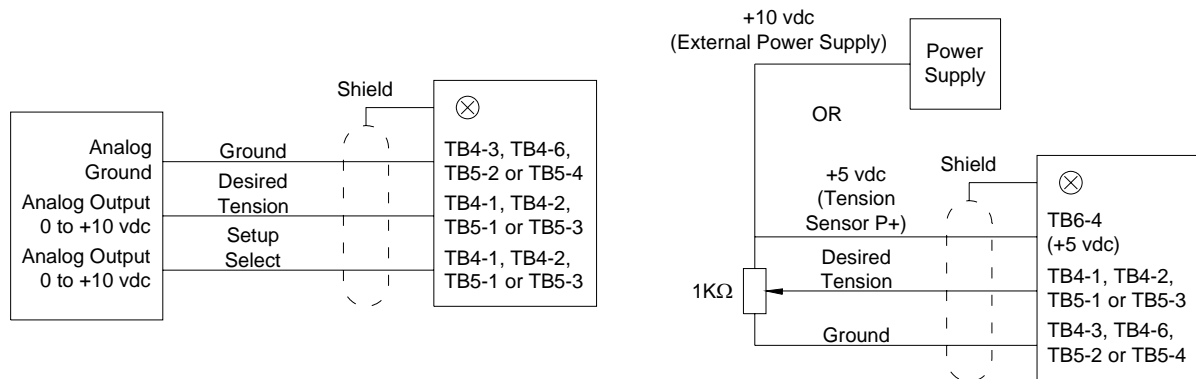 Shield
Analog
Ground
Analog Output
0 to +10 vdc
Analog Output
0 to +10 vdc
Ground
Desired
Tension
Setup
Select
TB4-3, TB4-6,
TB5-2 or TB5-4
TB4-1, TB4-2,
TB5-1 or TB5-3
TB4-1, TB4-2,
TB5-1 or TB5-3
+10 vdc
(External Power Supply)
Power
Supply
OR
+5 vdc
(Tension
Sensor P+)
Shield
1KΩ
Desired
Tension
Ground
TB6-4
(+5 vdc)
TB4-1, TB4-2,
TB5-1 or TB5-3
TB4-3, TB4-6,
TB5-2 or TB5-4